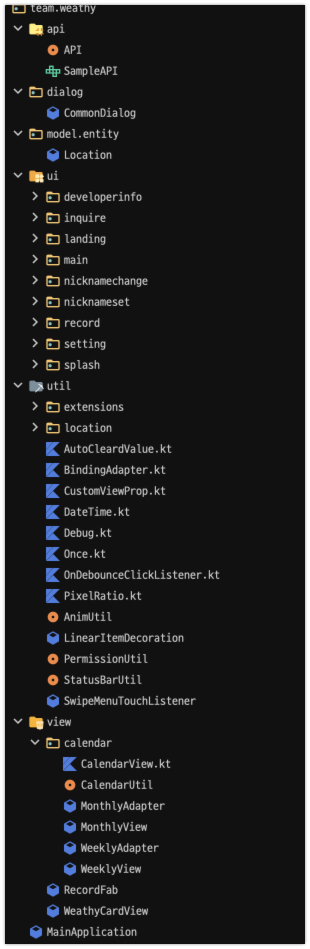 team.weathy
api
API
SampleAPI
dialog
CommonDialog
model.entity
Location
ui
developerinfo
inquire
landing
main
nicknamechange
nicknameset
record
setting
splash
util
extensions
location
AutoCleardValue.kt
BindingAdapter.kt
CustomViewProp.kt
DateTime.kt
Debug.kt
Once.kt
OnDebounceClickListener.kt
PixelRatio.kt
AnimUtil
LinearItemDecoration
PermissionUtil
StatusBarUtil
SwipeMenuTouchListener
view
calendar
CalendarView.kt
CalendarUtil
MonthlyAdapter
MonthlyView
WeeklyAdapter
WeeklyView
RecordFab
WeathyCardView
MainApplication